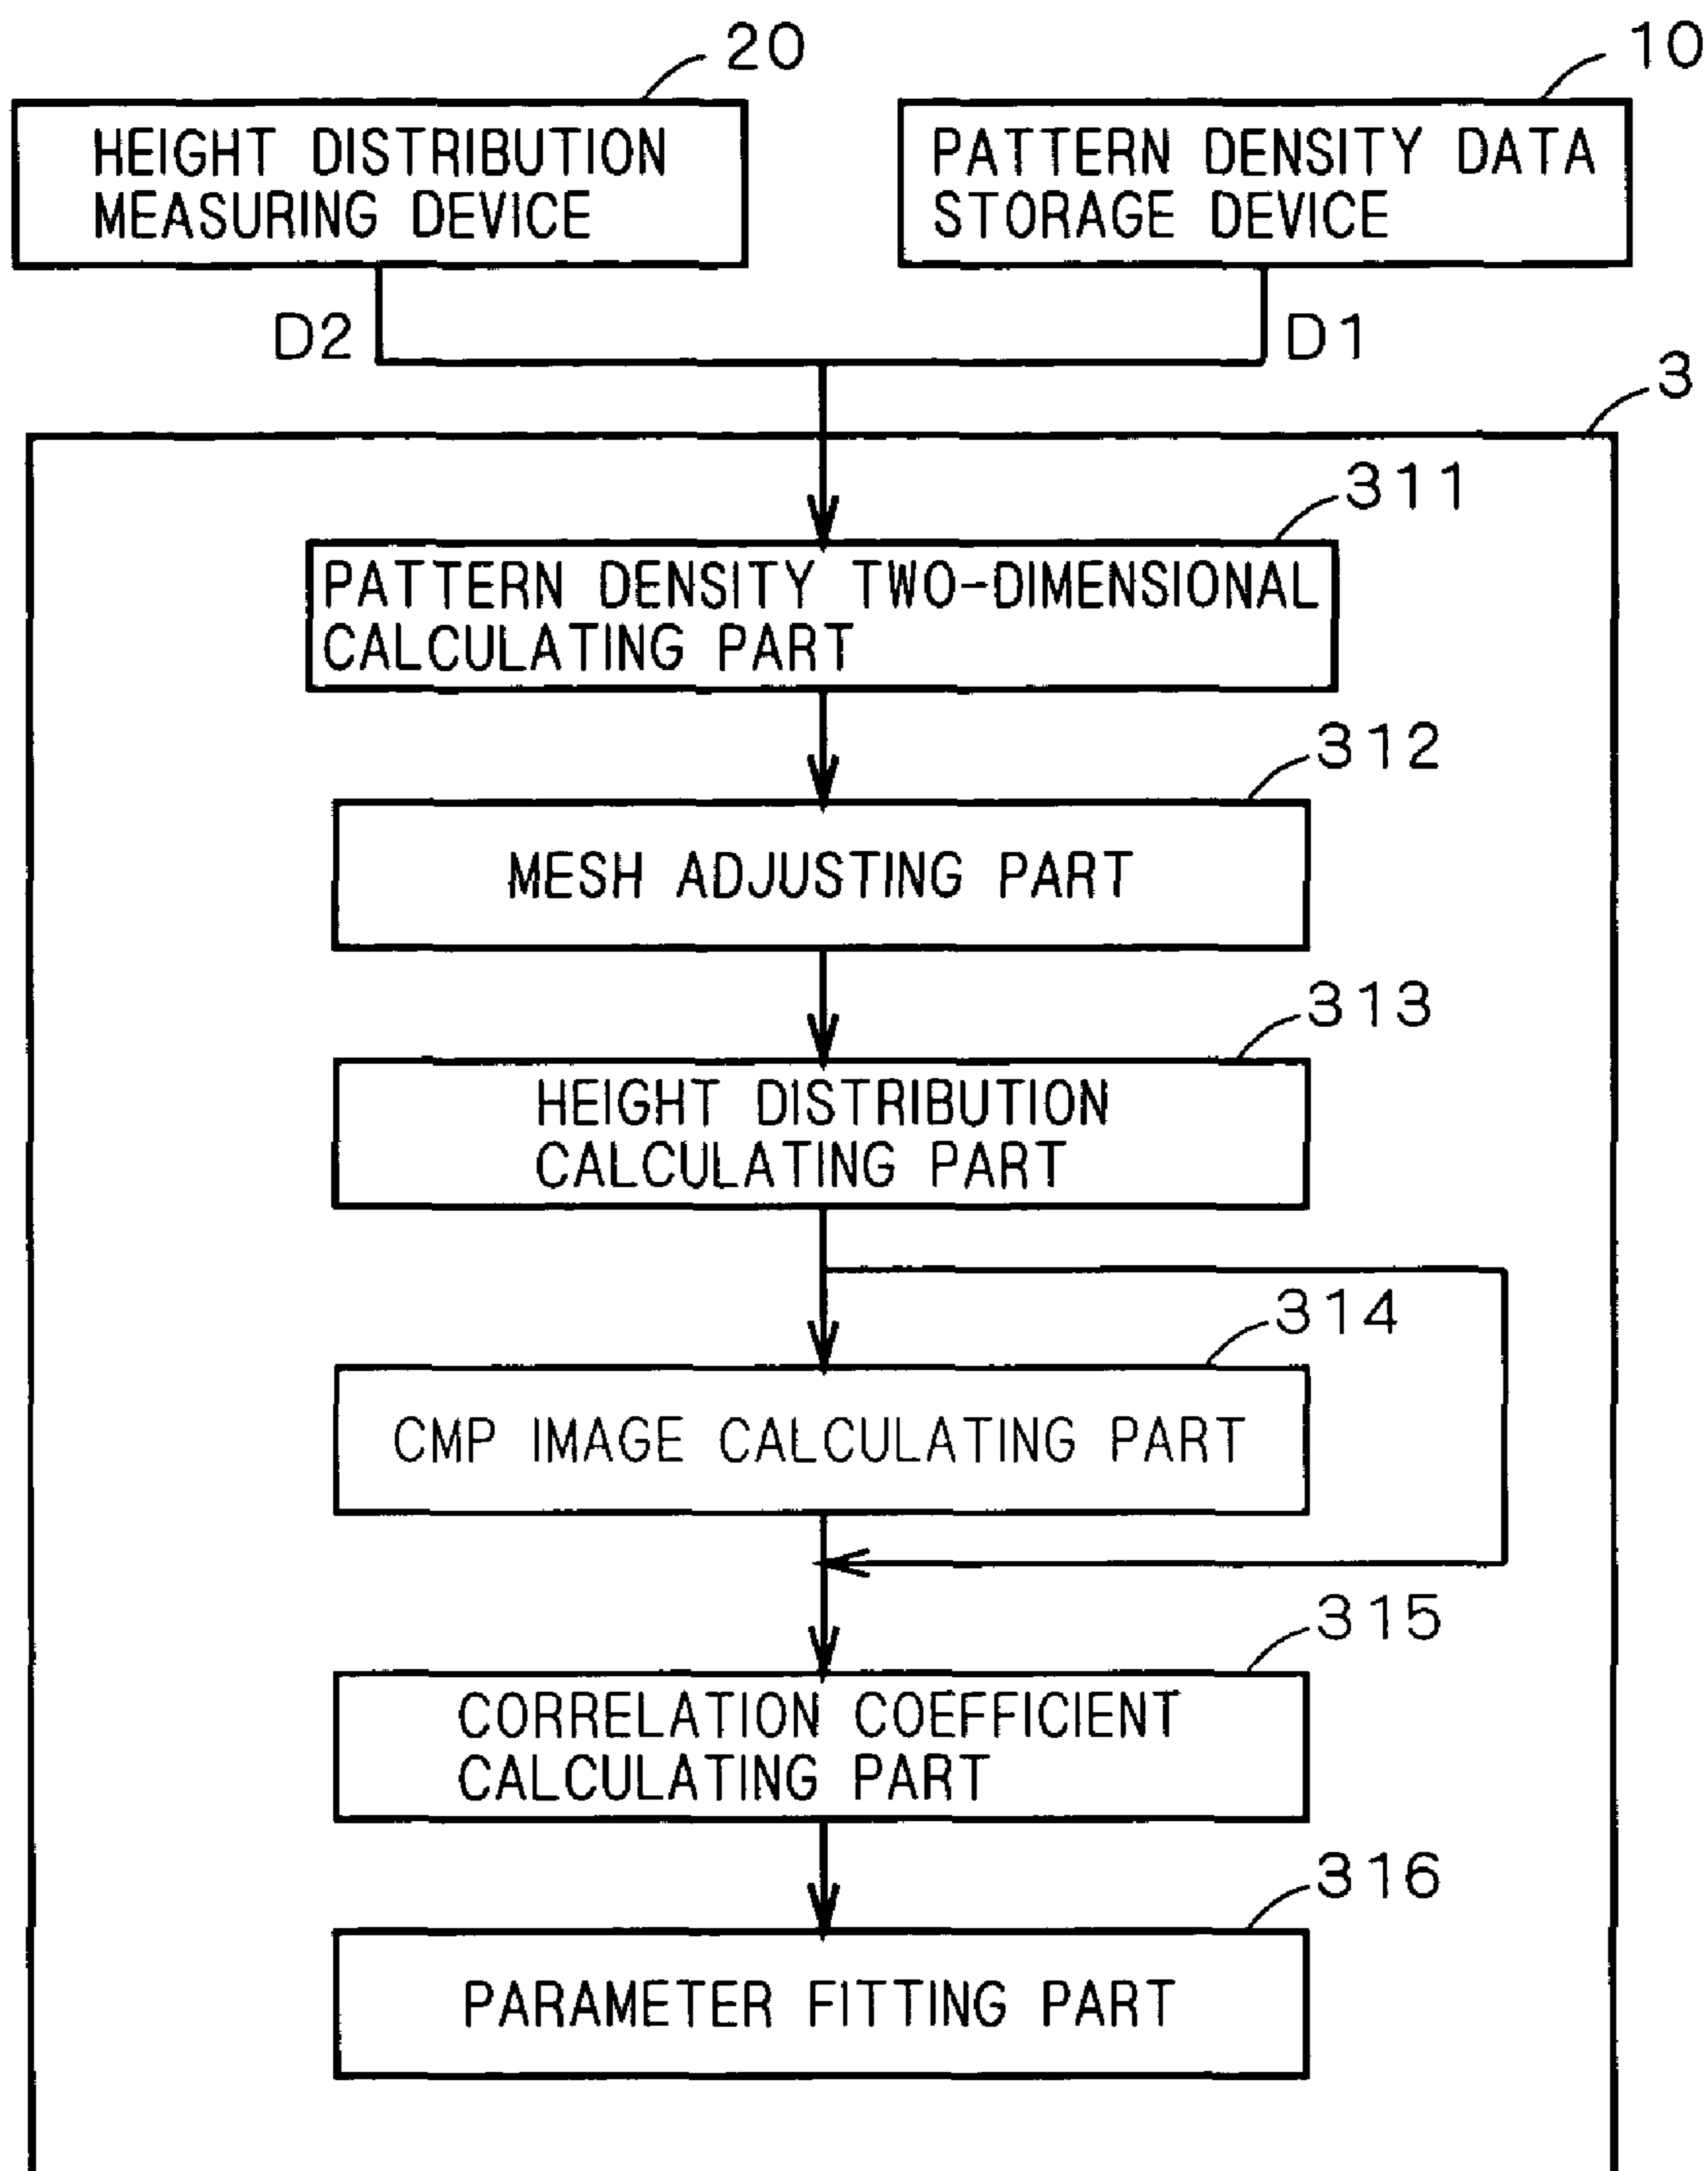 20
10
HEIGHT DISTRIBUTION
MEASURING DEVICE
PATTERN DENSITY DATA
STORAGE DEVICE
D2
D1
3
311
PATTERN DENSITY TWO-DIMENSIONAL
CALCULATING PART
312
MESH ADJUSTING PART
313
HEIGHT DISTRIBUTION
CALCULATING PART
314
CMP IMAGE CALCULATING PART
315
CORRELATION COEFFICIENT
CALCULATING PART
316
PARAMETER FITTING PART